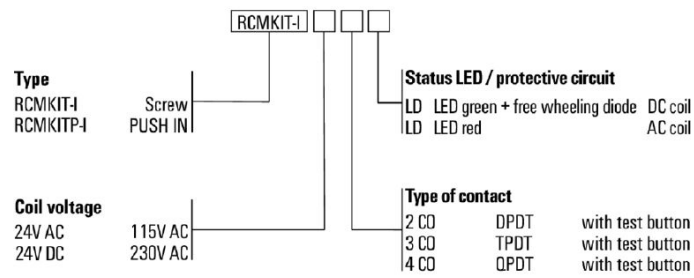 RCMKIT-I
Type
RCMKIT-I Screw
RCMKITP-I PUSH IN
Status LED / protective circuit
LD LED green + free wheeling diode DC coil
LD LED red AC coil
Coil voltage
24V AC 115V AC
24V DC 230V AC
Type of contact
2 CO DPDT with test button
3 CO TPDT with test button
4 CO QPDT with test button